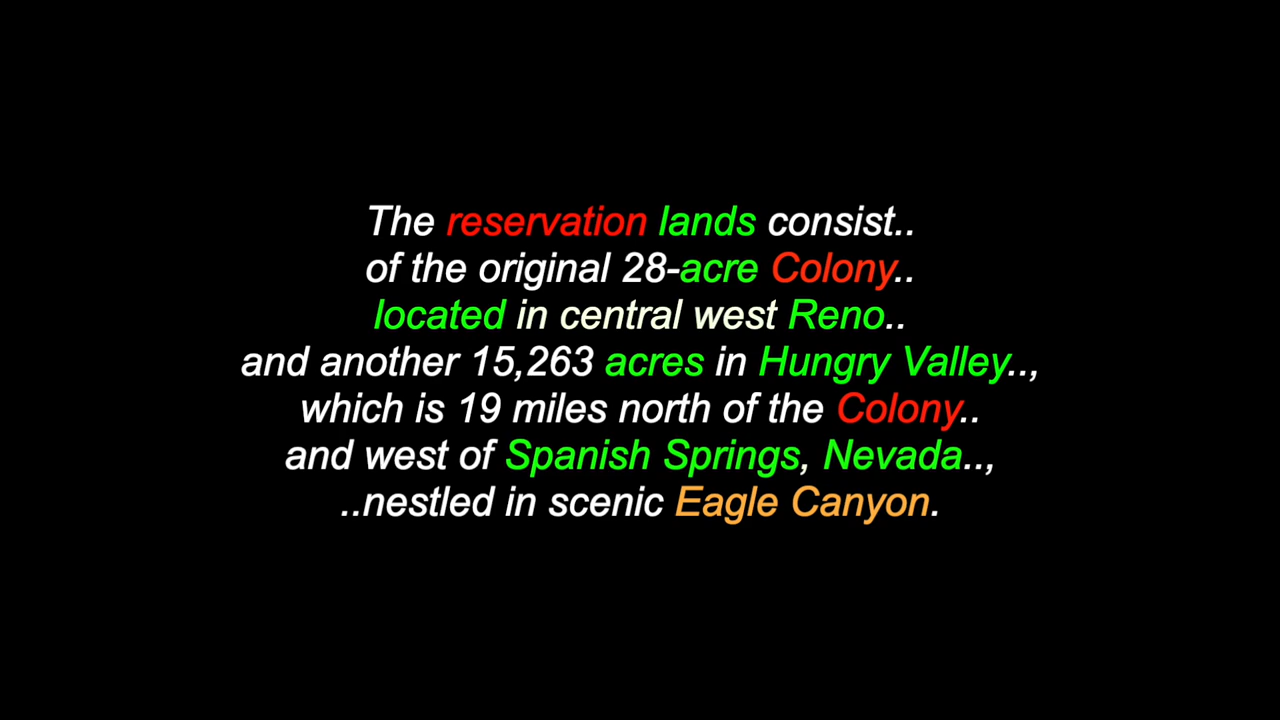 The reservation lands consist..
of the original 28-acre Colony..
located in central west Reno..
and another 15,263 acres in Hungry Valley..,
which is 19 miles north of the Colony..
and west of Spanish Springs, Nevada..,
..nestled in scenic Eagle Canyon.